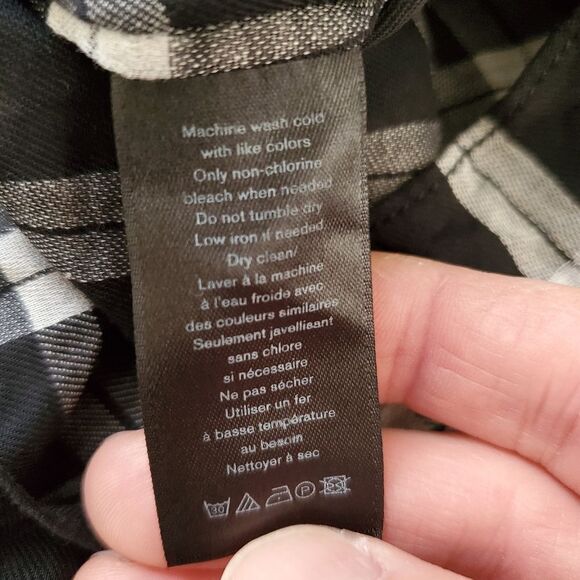 Machine wash cold
with like colors
Only non-chlorine
bleach when needed
Do not tumble dry
Low iron if needed
Dry clean/
Laver à la machine
à l'eau froide avec
des couleurs similaires
Seulement javellisant
sans chlore
si nécessaire
Ne pas sécher
Utiliser un fer
à basse température
au besoin
Nettoyer à sec
30 P